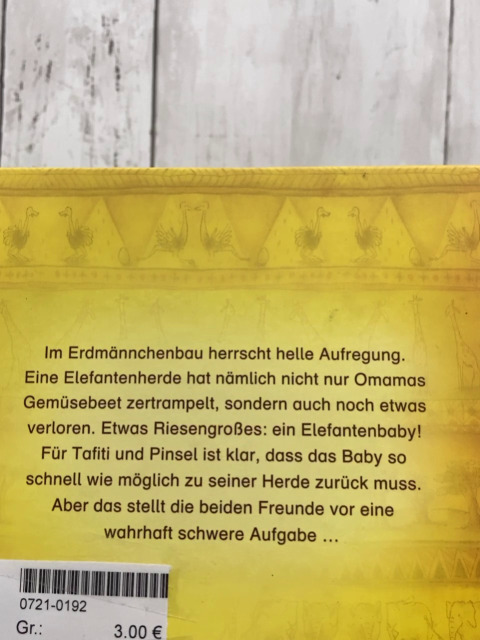 Im Erdmännchenbau herrscht helle Aufregung.
Eine Elefantenherde hat nämlich nicht nur Omamas
Gemüsebeet zertrampelt, sondern auch noch etwas
verloren. Etwas Riesengroßes: ein Elefantenbaby!
Für Tafiti und Pinsel ist klar, dass das Baby so
schnell wie möglich zu seiner Herde zurück muss.
Aber das stellt die beiden Freunde vor eine
wahrhaft schwere Aufgabe ...
0721-0192
Gr.: 3.00 €